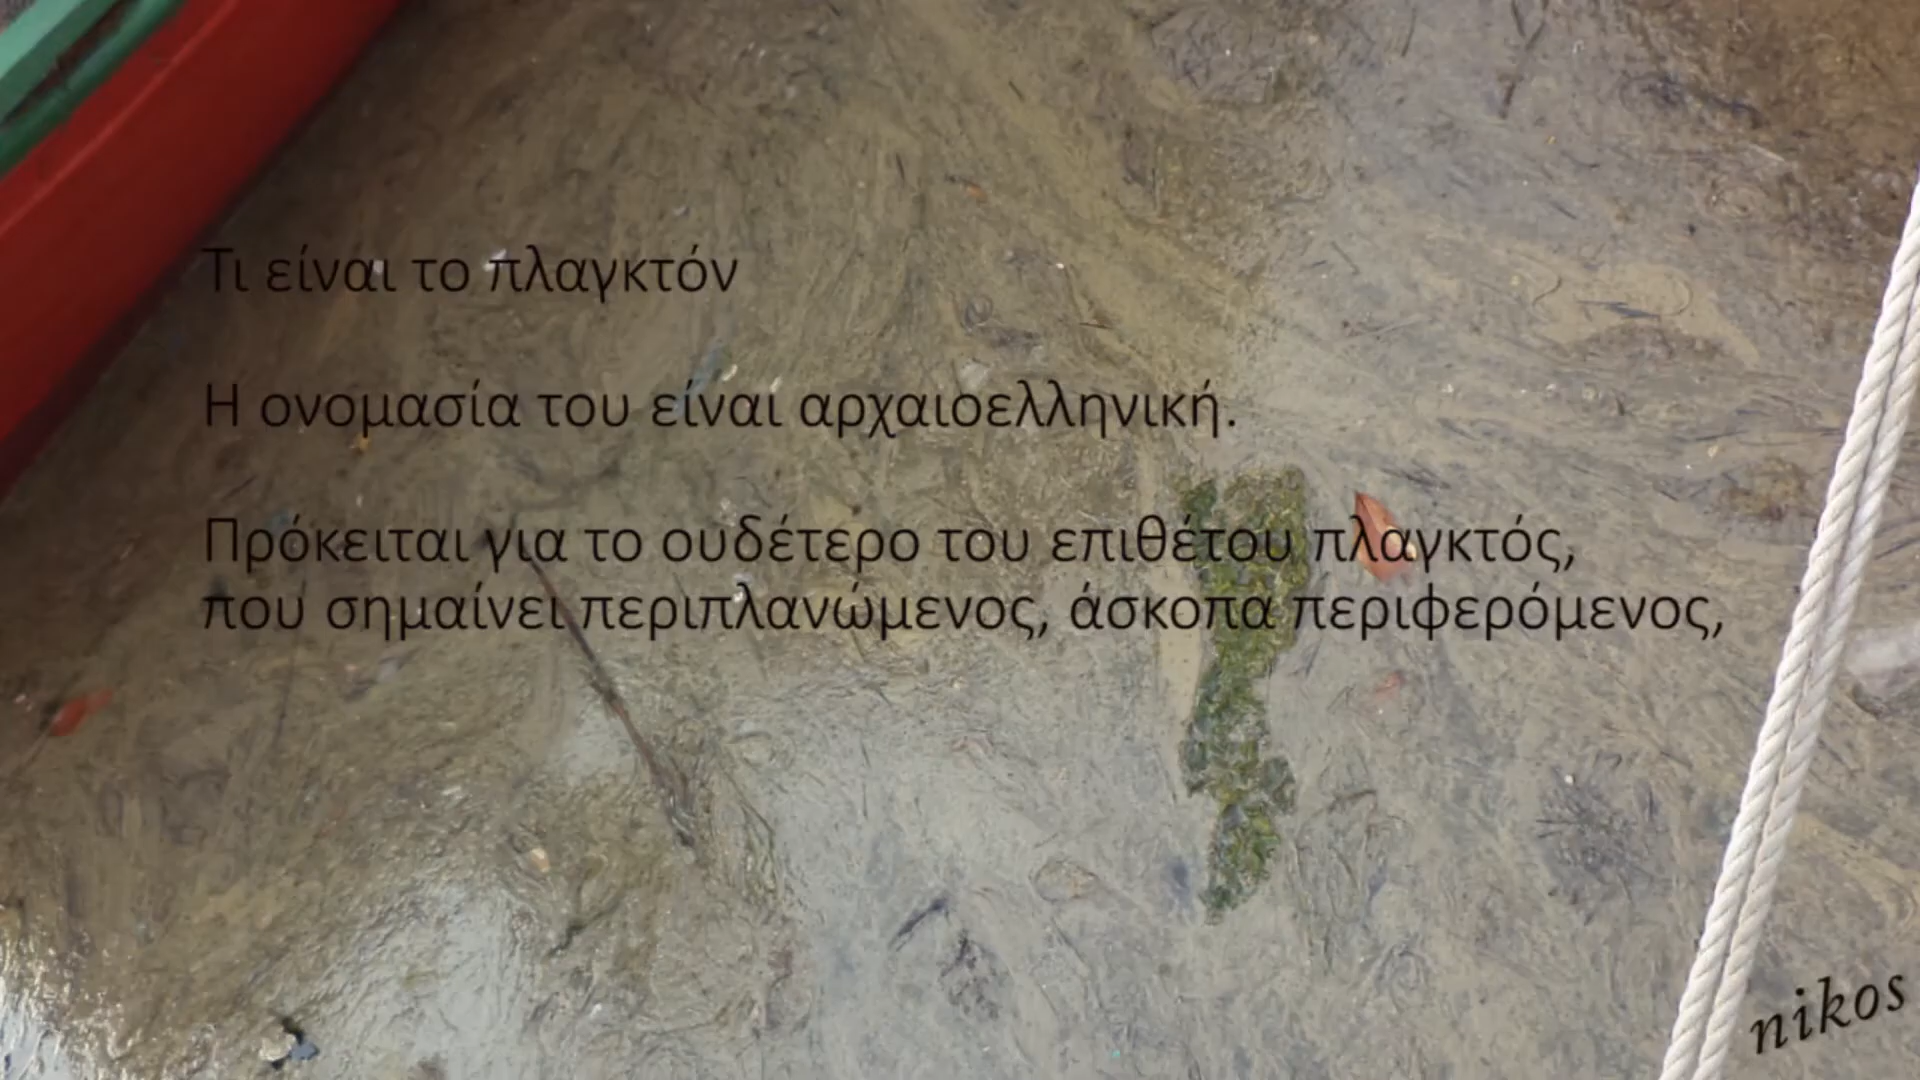 Τι είναι το πλαγκτόν
Η ονομασία του είναι αρχαιοελληνική.
Πρόκειται για το ουδέτερο του επιθέτου πλαγκτός,
που σημαίνει περιπλανώμενος, άσκοπα περιφερόμενος,
nikos